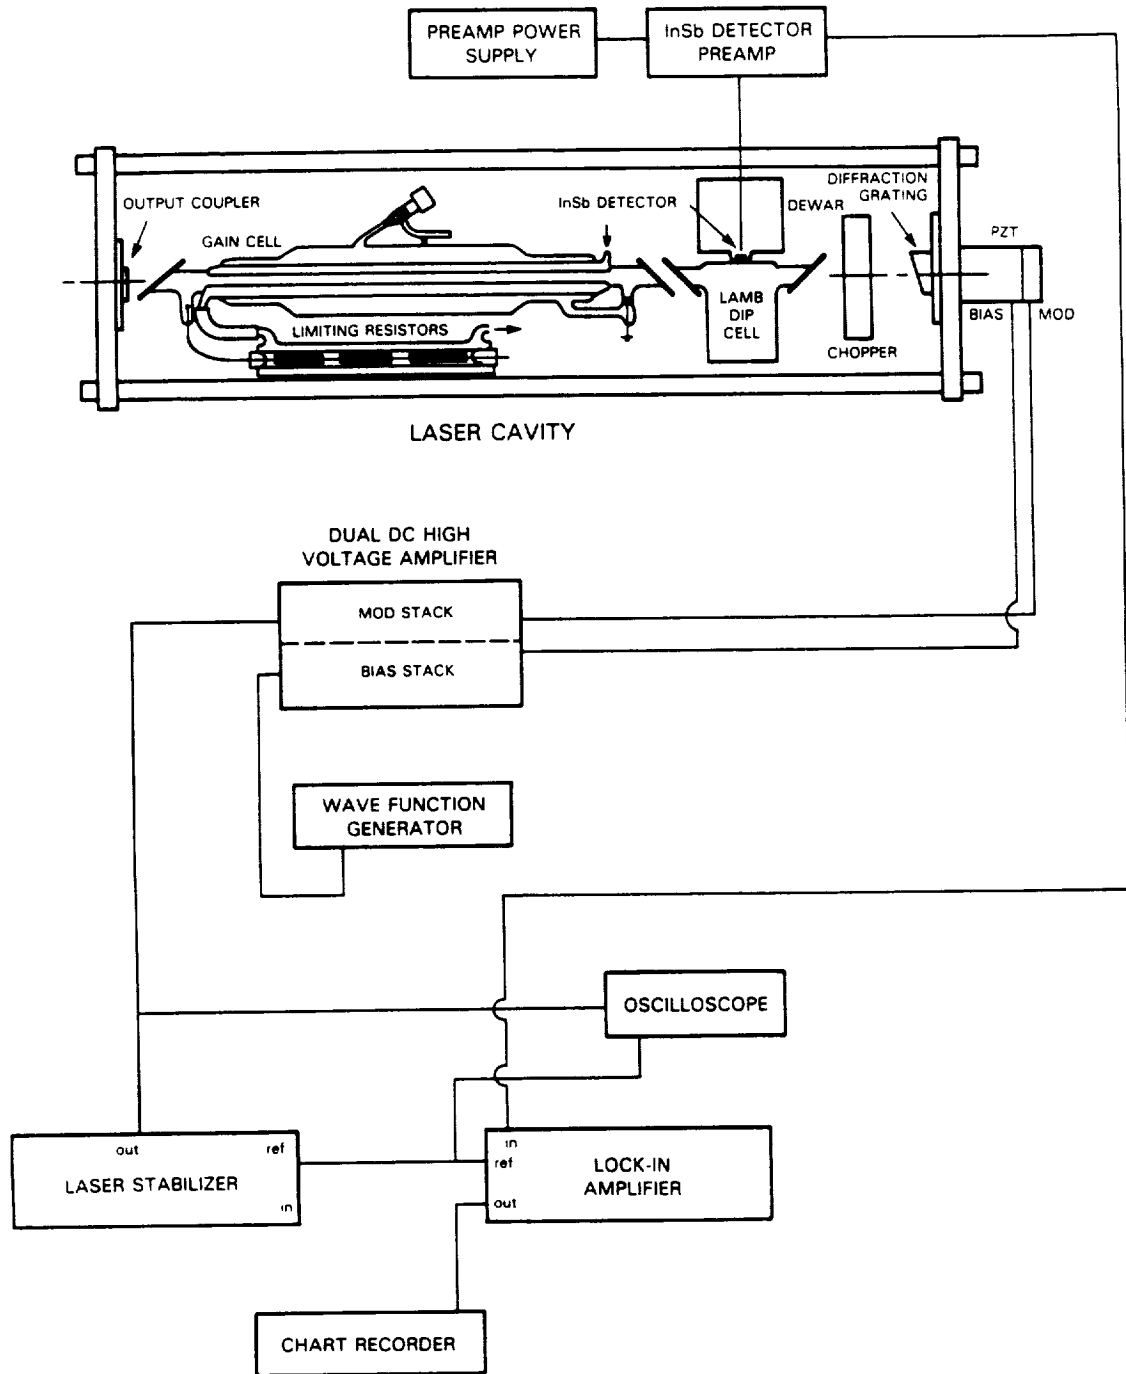 PREAMP POWER
SUPPLY
InSb DETECTOR
PREAMP
OUTPUT COUPLER
GAIN CELL
InSb DETECTOR
DEWAR
DIFFRACTION
GRATING
PZT
LIMITING RESISTORS
LAMB
DIP
CELL
CHOPPER
BIAS
MOD
LASER CAVITY
DUAL DC HIGH
VOLTAGE AMPLIFIER
MOD STACK
BIAS STACK
WAVE FUNCTION
GENERATOR
OSCILLOSCOPE
out
ref
LASER STABILIZER
in
in
ref
LOCK-IN
AMPLIFIER
out
CHART RECORDER